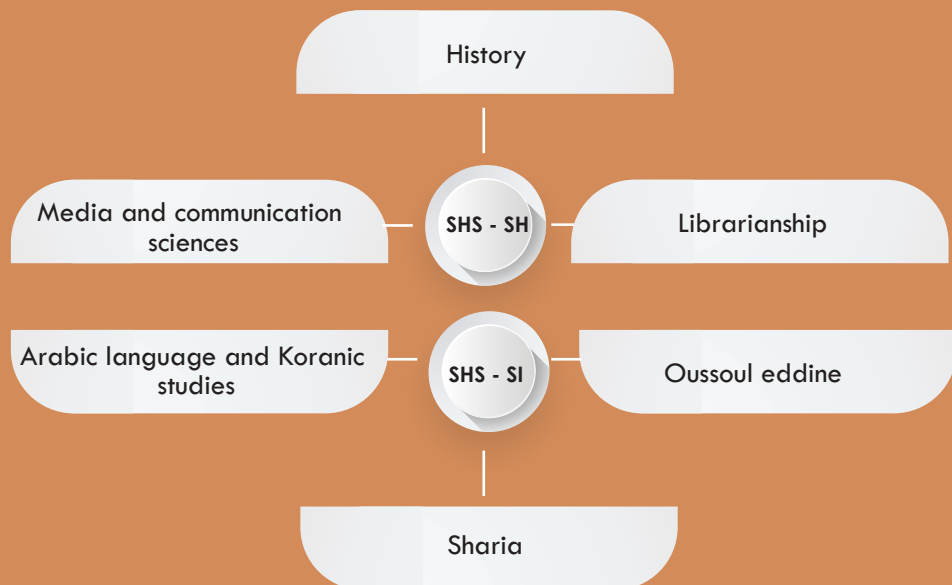 History
Media and communication
sciences
SHS - SH
Librarianship
Arabic language and Koranic
studies
SHS - SI
Oussoul eddine
Sharia